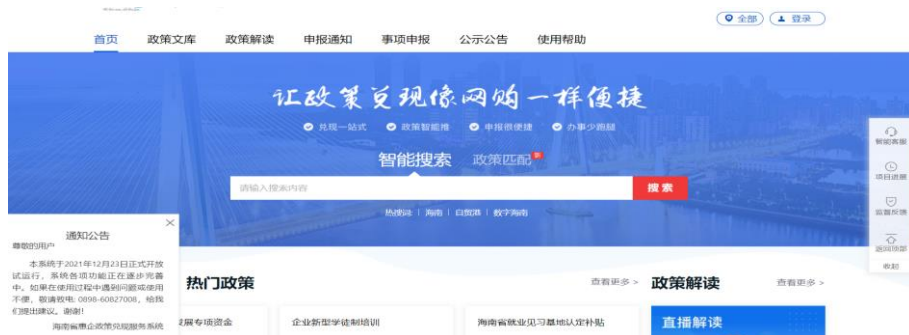 全部 登录
首页 政策文库 政策解读 申报通知 事项申报 公示公告 使用帮助
让政策兑现像网购一样便捷
兑现一站式 政策智能推 申报很便捷 办事少跑腿
智能搜索 政策匹配
请输入搜索内容 搜索
热搜词 | 海南 | 自贸港 | 数字海南
智能客服
项目进展
监督反馈
返回顶部
收起
通知公告
尊敬的用户
本系统于2021年12月23日正式开放
试运行，系统各项功能正在逐步完善
中。如果在使用过程中遇到问题或使用
不便，敬请致电 0898-60827008，给我
们提出建议。谢谢!
海南省惠企政策兑现服务系统
热门政策 查看更多 >
发展专项资金 企业新型学徒制培训 海南省就业见习基地认定补贴
政策解读 查看更多 >
直播解读